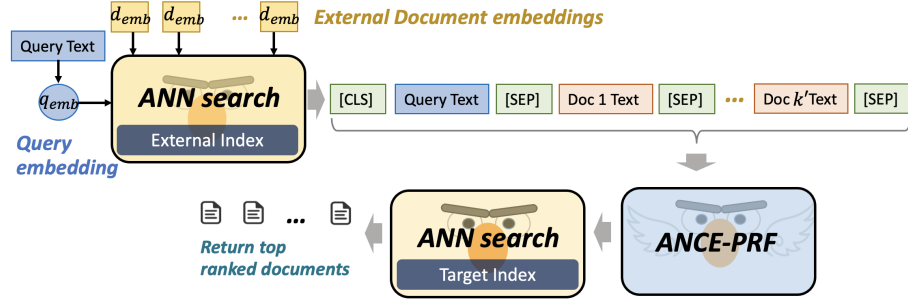 d_emb d_emb ... d_emb External Document embeddings
Query Text
q_emb
Query
embedding
ANN search
External Index
[CLS] Query Text [SEP] Doc 1 Text [SEP] ... Doc k′Text [SEP]
ANCE-PRF
ANN search
Target Index
...
Return top
ranked documents